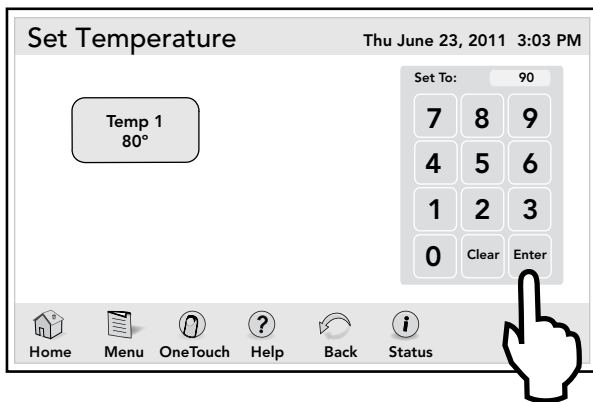 Set Temperature
Thu June 23, 2011 3:03 PM
Set To: 90
Temp 1
80°
7 8 9
4 5 6
1 2 3
0 Clear Enter
?
i
Home Menu OneTouch Help Back Status